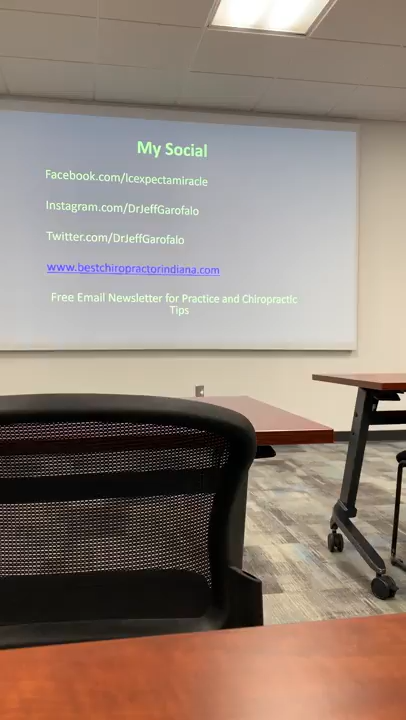 My Social
Facebook.com/Icexpectamiracle
Instagram.com/DrJeffGarofalo
Twitter.com/DrJeffGarofalo
www.bestchiropractorindiana.com
Free Email Newsletter for Practice and Chiropractic
Tips